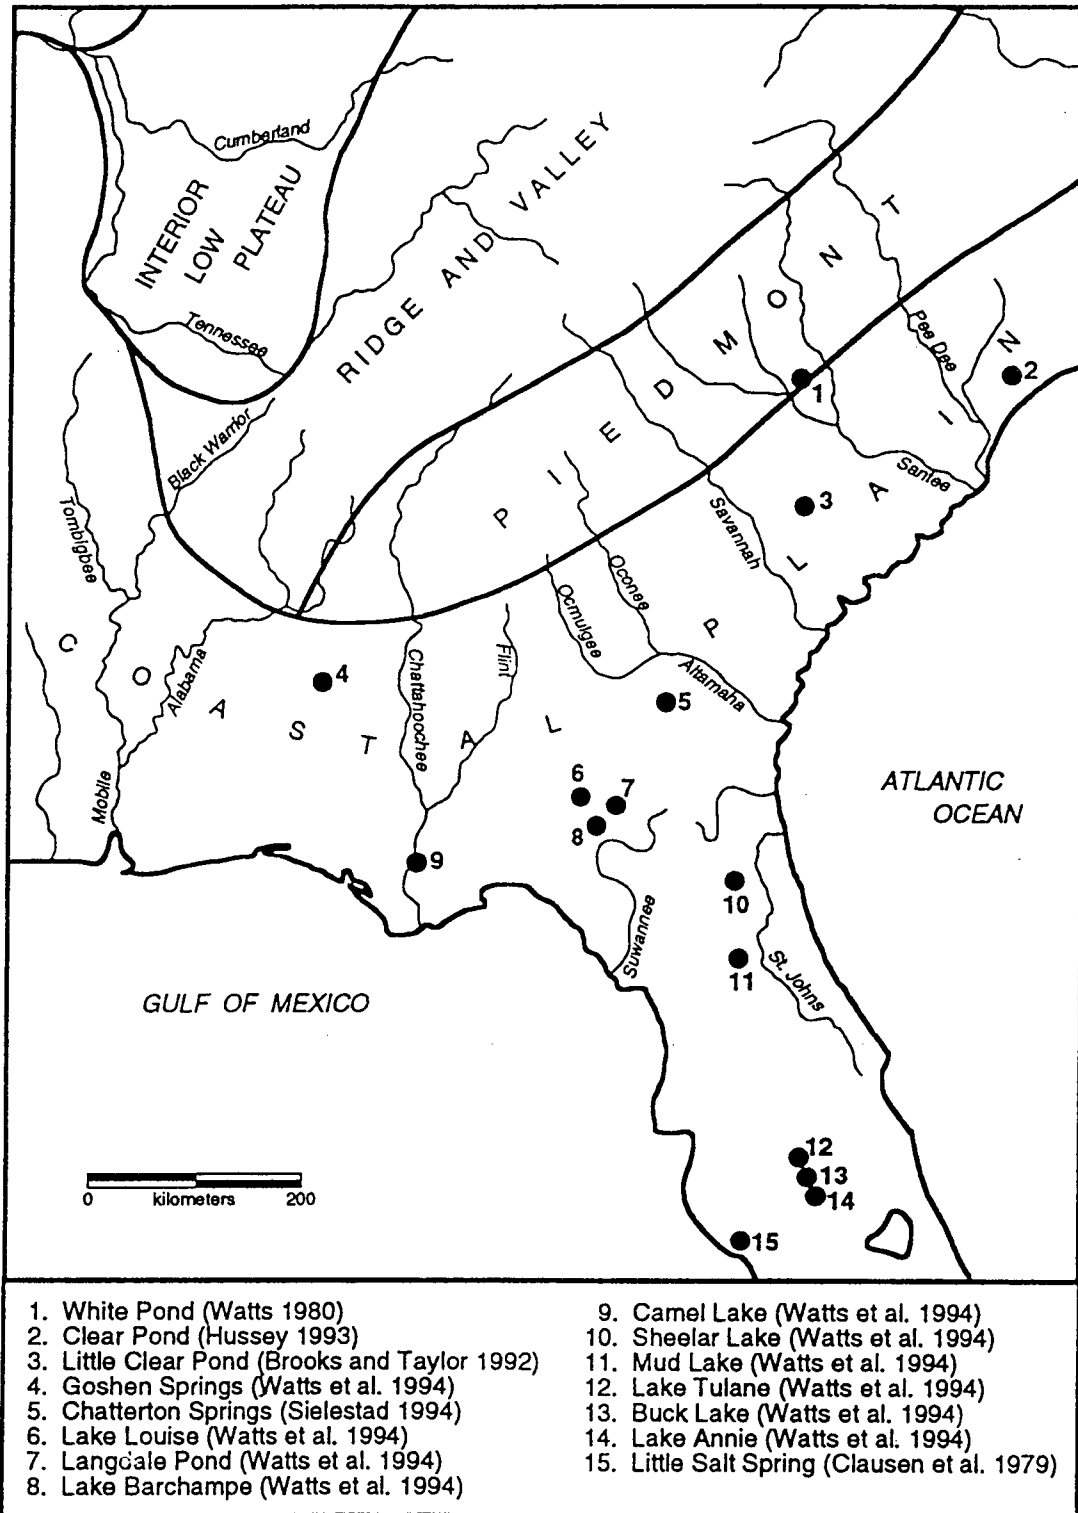 Cumberland
INTERIOR
LOW
PLATEAU
RIDGE AND VALLEY
Tennessee
Black Warrior
Tombigbee
PIEDMONT
Pee Dee
Santee
Savannah
Oconee
Ocmulgee
Altamaha
Alabama
Chattahoochee
Flint
Mobile
COASTAL PLAIN
Suwannee
St. Johns
ATLANTIC
OCEAN
GULF OF MEXICO
1
2
3
4
5
6
7
8
9
10
11
12
13
14
15
0 kilometers 200
1. White Pond (Watts 1980)
2. Clear Pond (Hussey 1993)
3. Little Clear Pond (Brooks and Taylor 1992)
4. Goshen Springs (Watts et al. 1994)
5. Chatterton Springs (Sielestad 1994)
6. Lake Louise (Watts et al. 1994)
7. Langdale Pond (Watts et al. 1994)
8. Lake Barchampe (Watts et al. 1994)
9. Camel Lake (Watts et al. 1994)
10. Sheelar Lake (Watts et al. 1994)
11. Mud Lake (Watts et al. 1994)
12. Lake Tulane (Watts et al. 1994)
13. Buck Lake (Watts et al. 1994)
14. Lake Annie (Watts et al. 1994)
15. Little Salt Spring (Clausen et al. 1979)